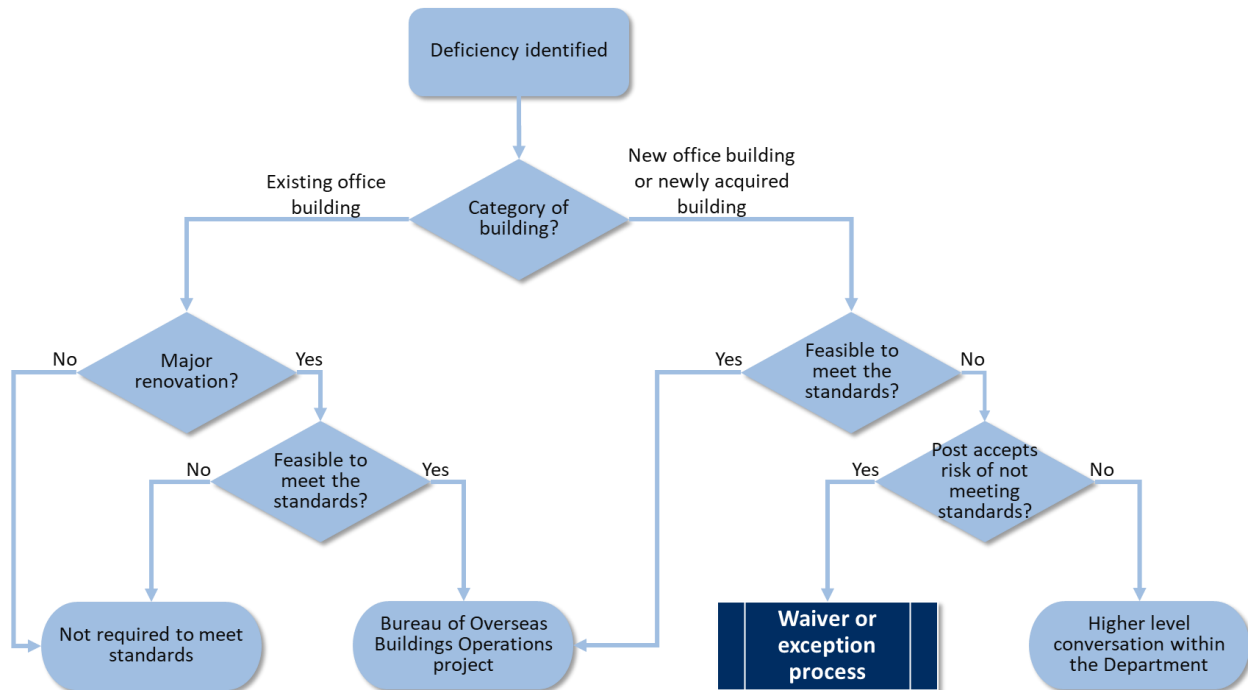 Deficiency identified
Existing office
building
New office building
or newly acquired
building
Category of
building?
No
Major
renovation?
Yes
Yes
Feasible to
meet the
standards?
No
No
Feasible to
meet the
standards?
Yes
Yes
Post accepts
risk of not
meeting
standards?
No
Not required to meet
standards
Bureau of Overseas
Buildings Operations
project
Waiver or
exception
process
Higher level
conversation within
the Department